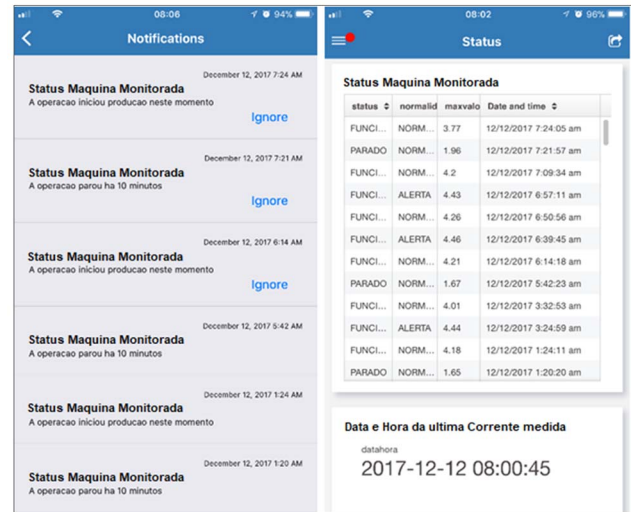 08:06
94%
Notifications
December 12, 2017 7:24 AM
Status Maquina Monitorada
A operacao iniciou producao neste momento
Ignore
December 12, 2017 7:21 AM
Status Maquina Monitorada
A operacao parou ha 10 minutos
Ignore
December 12, 2017 6:14 AM
Status Maquina Monitorada
A operacao iniciou producao neste momento
Ignore
December 12, 2017 5:42 AM
Status Maquina Monitorada
A operacao parou ha 10 minutos
December 12, 2017 1:24 AM
Status Maquina Monitorada
A operacao iniciou producao neste momento
December 12, 2017 1:20 AM
Status Maquina Monitorada
A operacao parou ha 10 minutos
08:02
96%
Status
Status Maquina Monitorada
status normalid maxvalo Date and time
FUNCI... NORM... 3.77 12/12/2017 7:24:05 am
PARADO NORM... 1.96 12/12/2017 7:21:57 am
FUNCI... NORM... 4.2 12/12/2017 7:09:34 am
FUNCI... ALERTA 4.43 12/12/2017 6:57:11 am
FUNCI... NORM... 4.26 12/12/2017 6:50:56 am
FUNCI... ALERTA 4.46 12/12/2017 6:39:45 am
FUNCI... NORM... 4.21 12/12/2017 6:14:18 am
PARADO NORM... 1.67 12/12/2017 5:42:23 am
FUNCI... NORM... 4.01 12/12/2017 3:32:53 am
FUNCI... ALERTA 4.44 12/12/2017 3:24:59 am
FUNCI... NORM... 4.18 12/12/2017 1:24:11 am
PARADO NORM... 1.65 12/12/2017 1:20:20 am
Data e Hora da ultima Corrente medida
datahora
2017-12-12 08:00:45